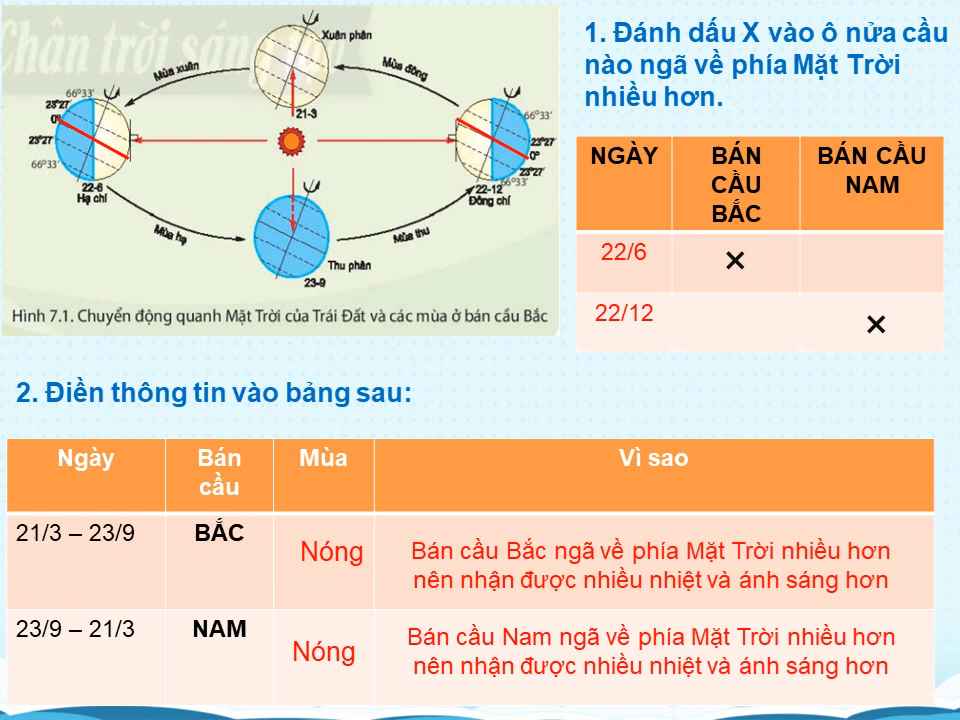 Chân trời sáng
Xuân phân
Mùa xuân
Mùa đông
66°33'
23°27'
0°
23°27'
66°33'
21-3
66°33'
23°27'
0°
23°27'
66°33'
22-6
Hạ chí
22-12
Đông chí
Mùa hạ
Mùa thu
Thu phân
23-9
Hình 7.1. Chuyển động quanh Mặt Trời của Trái Đất và các mùa ở bán cầu Bắc
1. Đánh dấu X vào ô nửa cầu
nào ngã về phía Mặt Trời
nhiều hơn.
NGÀY BÁN CẦU BẮC BÁN CẦU NAM
22/6 ×
22/12 ×
2. Điền thông tin vào bảng sau:
Ngày Bán cầu Mùa Vì sao
21/3 – 23/9 BẮC Nóng Bán cầu Bắc ngã về phía Mặt Trời nhiều hơn
nên nhận được nhiều nhiệt và ánh sáng hơn
23/9 – 21/3 NAM Nóng Bán cầu Nam ngã về phía Mặt Trời nhiều hơn
nên nhận được nhiều nhiệt và ánh sáng hơn